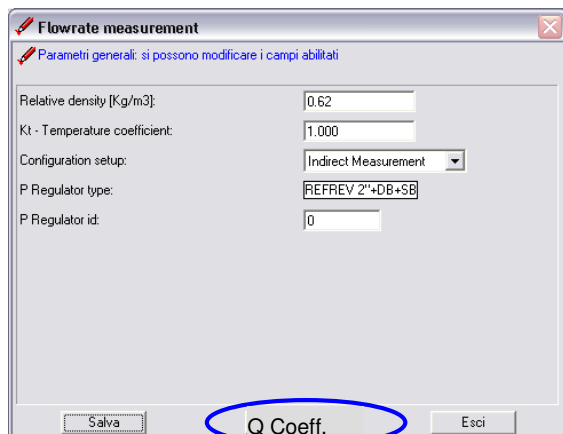 Flowrate measurement
Parametri generali: si possono modificare i campi abilitati
Relative density [Kg/m3]: 0.62
Kt - Temperature coefficient: 1.000
Configuration setup: Indirect Measurement
P Regulator type: REFREV 2"+DB+SB
P Regulator id: 0
Salva Q Coeff. Esci